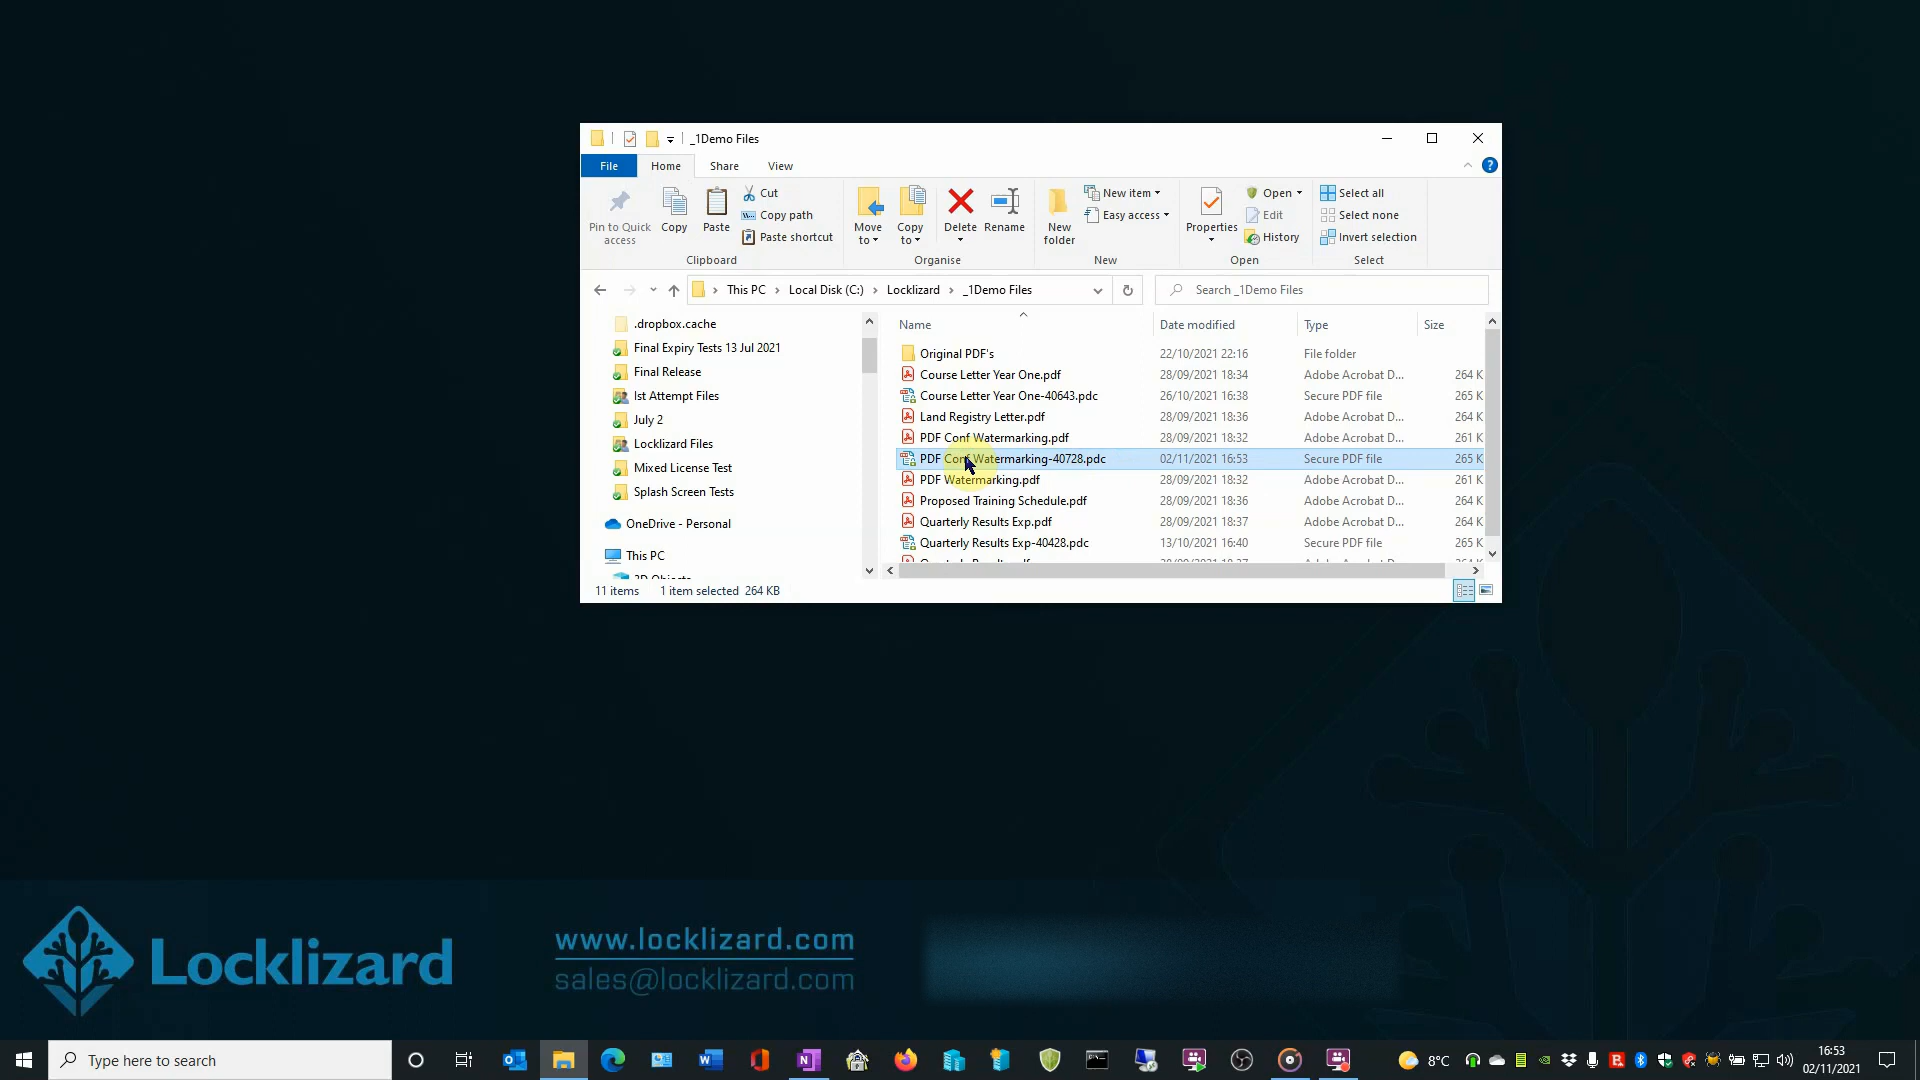 _1Demo Files
File Home Share View
Pin to Quick access
Copy
Paste
Cut
Copy path
Paste shortcut
Clipboard
Move to
Copy to
Delete
Rename
Organise
New folder
New item
Easy access
New
Properties
Open
Edit
History
Open
Select all
Select none
Invert selection
Select
This PC > Local Disk (C:) > Locklizard > _1Demo Files
Search _1Demo Files
.dropbox.cache
Final Expiry Tests 13 Jul 2021
Final Release
Ist Attempt Files
July 2
Locklizard Files
Mixed License Test
Splash Screen Tests
OneDrive - Personal
This PC
3D Objects
Name Date modified Type Size
Original PDF's 22/10/2021 22:16 File folder
Course Letter Year One.pdf 28/09/2021 18:34 Adobe Acrobat D... 264 K
Course Letter Year One-40643.pdc 26/10/2021 16:38 Secure PDF file 265 K
Land Registry Letter.pdf 28/09/2021 18:36 Adobe Acrobat D... 264 K
PDF Conf Watermarking.pdf 28/09/2021 18:32 Adobe Acrobat D... 261 K
PDF Conf Watermarking-40728.pdc 02/11/2021 16:53 Secure PDF file 265 K
PDF Watermarking.pdf 28/09/2021 18:32 Adobe Acrobat D... 261 K
Proposed Training Schedule.pdf 28/09/2021 18:36 Adobe Acrobat D... 264 K
Quarterly Results Exp.pdf 28/09/2021 18:37 Adobe Acrobat D... 264 K
Quarterly Results Exp-40428.pdc 13/10/2021 16:40 Secure PDF file 265 K
11 items 1 item selected 264 KB
Locklizard
www.locklizard.com
sales@locklizard.com
Type here to search
8°C
16:53
02/11/2021